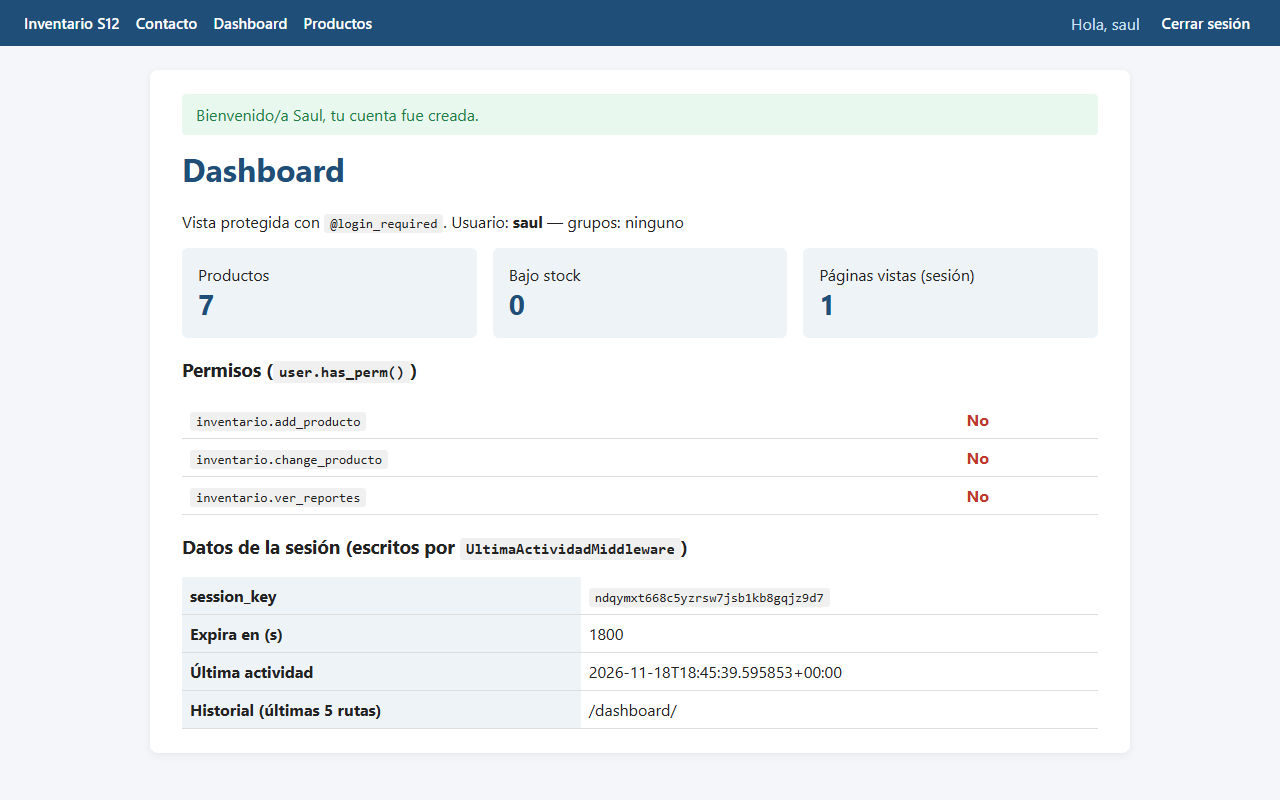 Inventario S12 Contacto Dashboard Productos Hola, saul Cerrar sesión
Bienvenido/a Saul, tu cuenta fue creada.
Dashboard
Vista protegida con @login_required. Usuario: saul — grupos: ninguno
Productos Bajo stock Páginas vistas (sesión)
7 0 1
Permisos ( user.has_perm() )
inventario.add_producto No
inventario.change_producto No
inventario.ver_reportes No
Datos de la sesión (escritos por UltimaActividadMiddleware )
session_key ndqymxt668c5yzrsw7jsb1kb8gqjz9d7
Expira en (s) 1800
Última actividad 2026-11-18T18:45:39.595853+00:00
Historial (últimas 5 rutas) /dashboard/